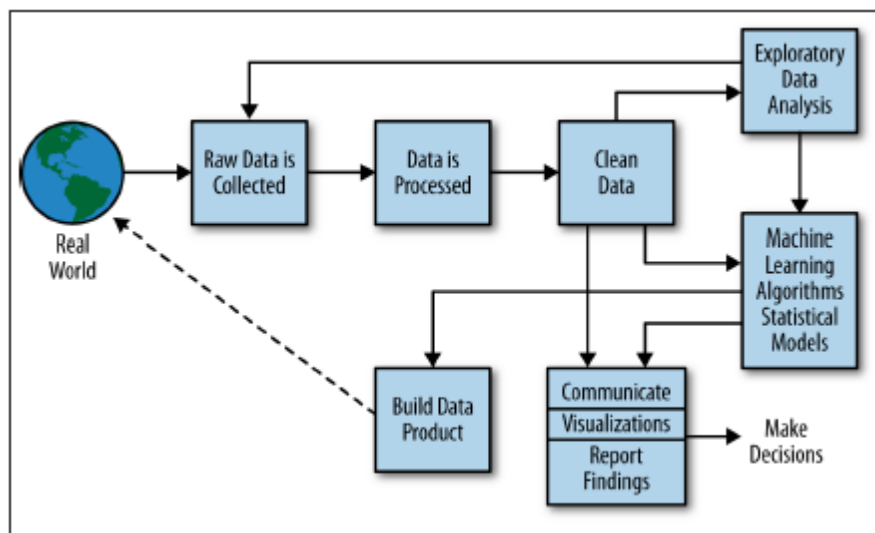 Exploratory
Data
Analysis
Raw Data is
Collected
Data is
Processed
Clean
Data
Real
World
Machine
Learning
Algorithms
Statistical
Models
Build Data
Product
Communicate
Visualizations
Report
Findings
Make
Decisions